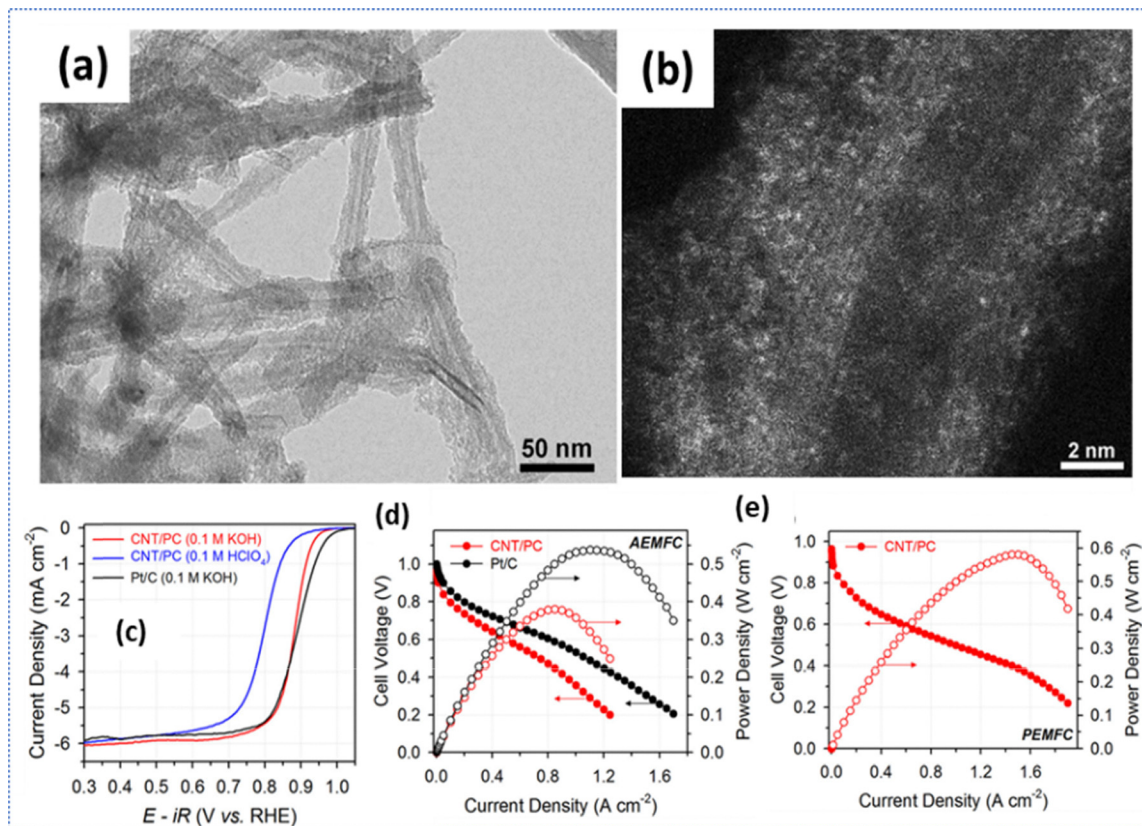 (a)
50 nm
(b)
2 nm
(c)
CNT/PC (0.1 M KOH)
CNT/PC (0.1 M HClO₄)
Pt/C (0.1 M KOH)
Current Density (mA cm⁻²)
0
-1
-2
-3
-4
-5
-6
0.3 0.4 0.5 0.6 0.7 0.8 0.9 1.0
E - iR (V vs. RHE)
(d)
AEMFC
CNT/PC
Pt/C
Cell Voltage (V)
1.2
1.0
0.8
0.6
0.4
0.2
0.0
0.0 0.4 0.8 1.2 1.6
Current Density (A cm⁻²)
Power Density (W cm⁻²)
0.5
0.4
0.3
0.2
0.1
0.0
(e)
CNT/PC
PEMFC
Cell Voltage (V)
1.2
1.0
0.8
0.6
0.4
0.2
0.0
0.0 0.4 0.8 1.2 1.6
Current Density (A cm⁻²)
Power Density (W cm⁻²)
0.6
0.5
0.4
0.3
0.2
0.1
0.0